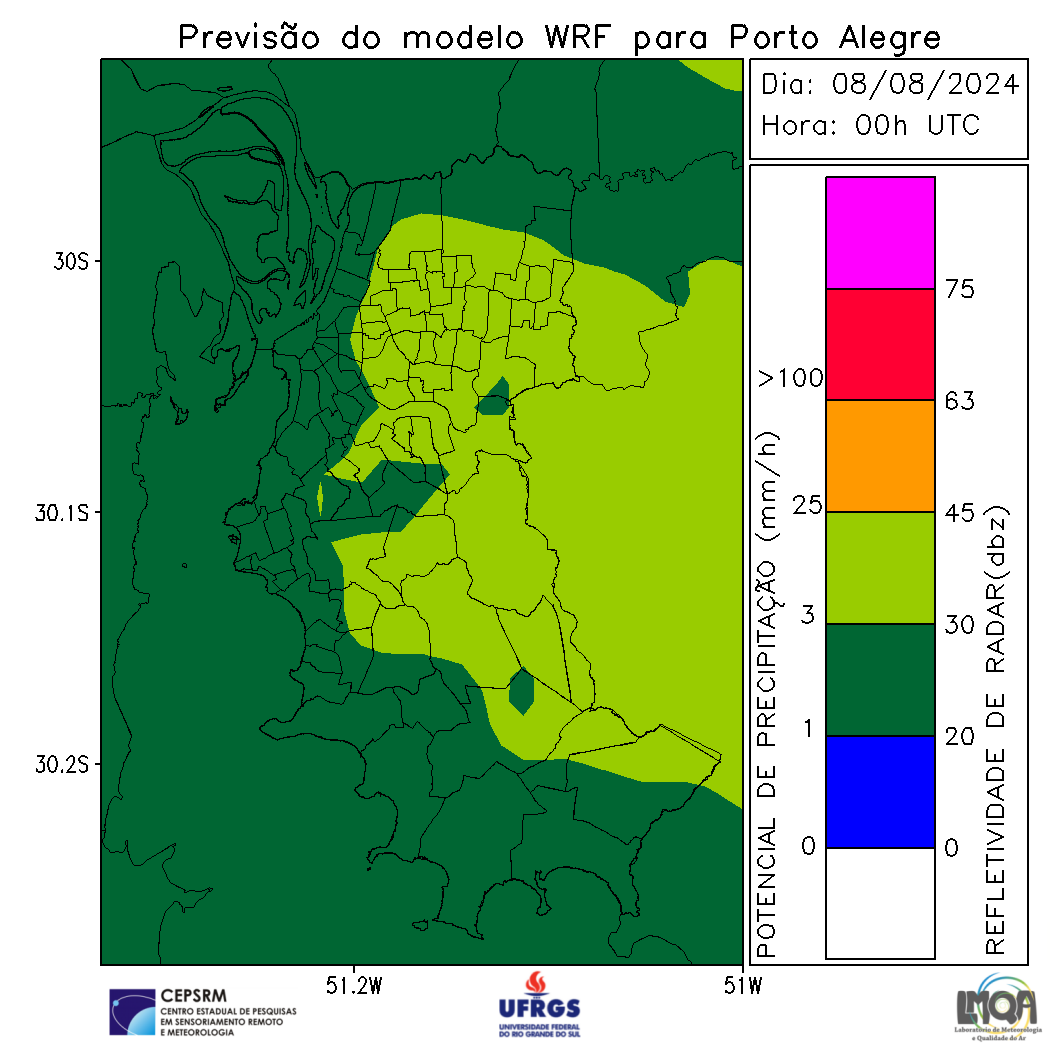 Previsão do modelo WRF para Porto Alegre
Dia: 08/08/2024
Hora: 00h UTC
30S
30.1S
30.2S
51.2W
51W
POTENCIAL DE PRECIPITAÇÃO (mm/h)
>100
25
3
1
0
75
63
45
30
20
0
REFLETIVIDADE DE RADAR(dbz)
CEPSRM
CENTRO ESTADUAL DE PESQUISAS
EM SENSORIAMENTO REMOTO
E METEOROLOGIA
UFRGS
UNIVERSIDADE FEDERAL
DO RIO GRANDE DO SUL
LMQA
Laboratório de Meteorologia
e Qualidade do Ar